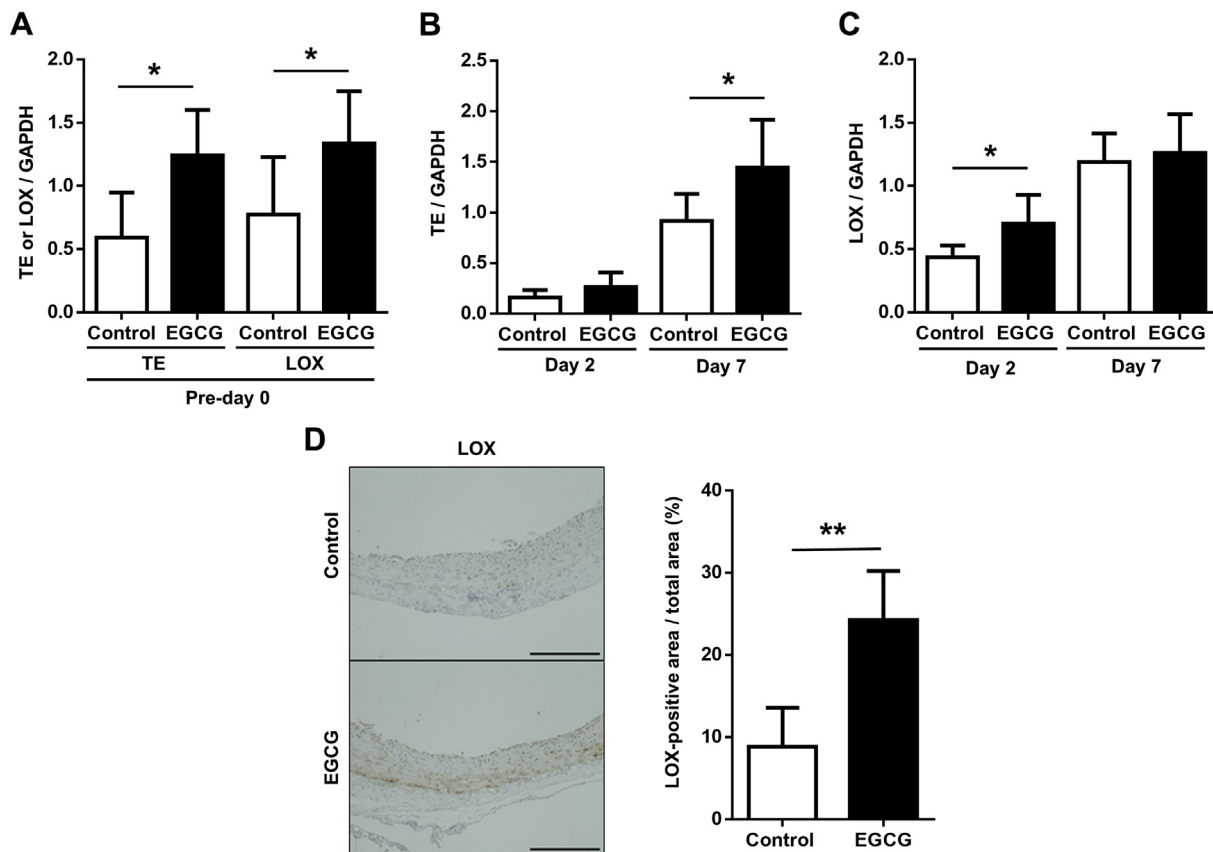 A
TE or LOX / GAPDH
2.0
1.5
1.0
0.5
0.0
*
*
Control EGCG Control EGCG
TE LOX
Pre-day 0
B
TE / GAPDH
2.5
2.0
1.5
1.0
0.5
0.0
*
Control EGCG Control EGCG
Day 2 Day 7
C
LOX / GAPDH
2.0
1.5
1.0
0.5
0.0
*
Control EGCG Control EGCG
Day 2 Day 7
D
LOX
Control
EGCG
LOX-positive area / total area (%)
40
30
20
10
0
**
Control EGCG